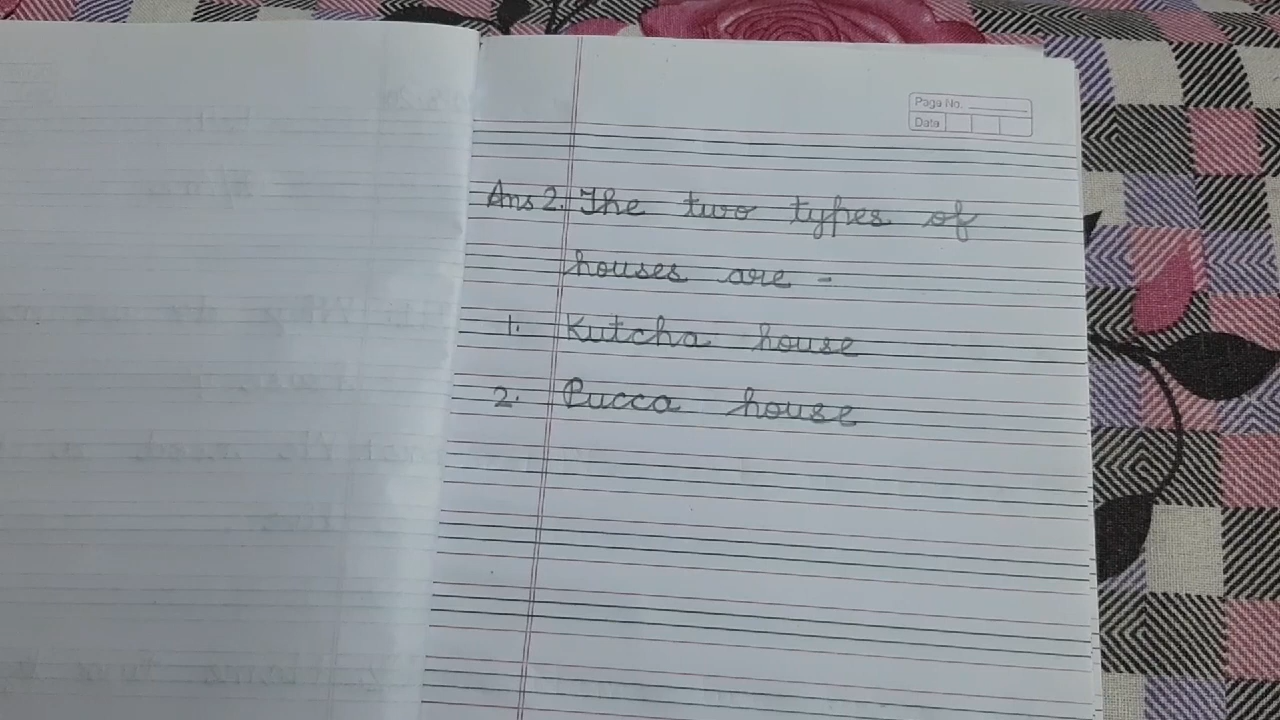 Page No.
Date
Ans 2. The two types of
houses are -
1. Kutcha house
2. Pucca house